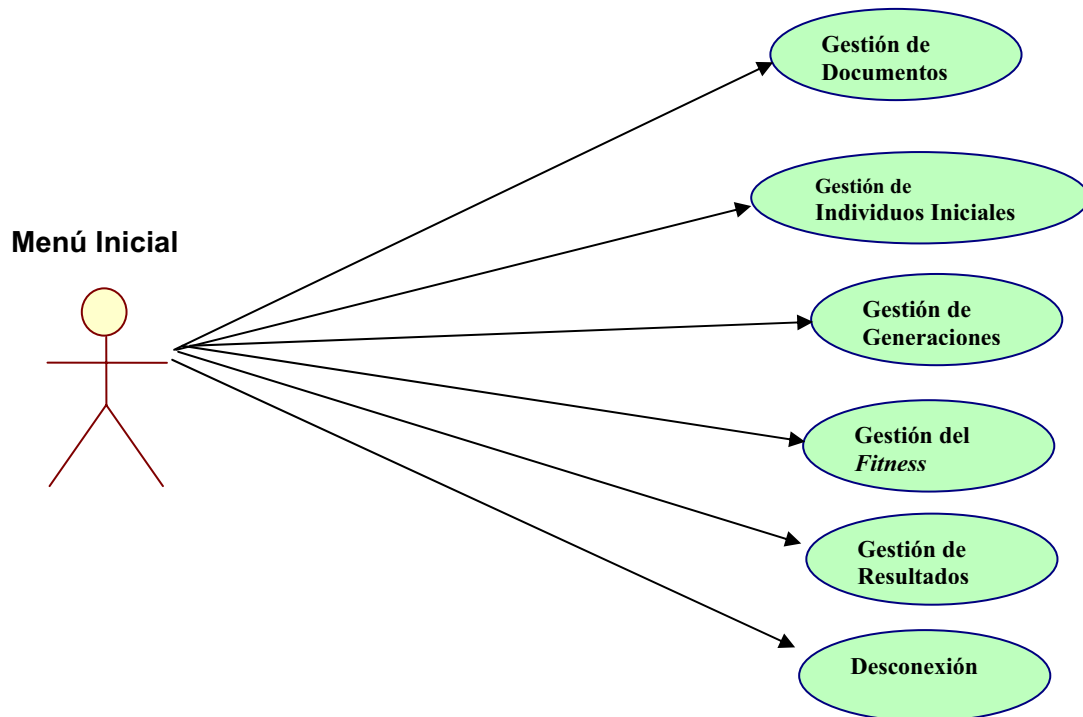 Gestión de
Documentos
Gestión de
Individuos Iniciales
Menú Inicial
Gestión de
Generaciones
Gestión del
Fitness
Gestión de
Resultados
Desconexión